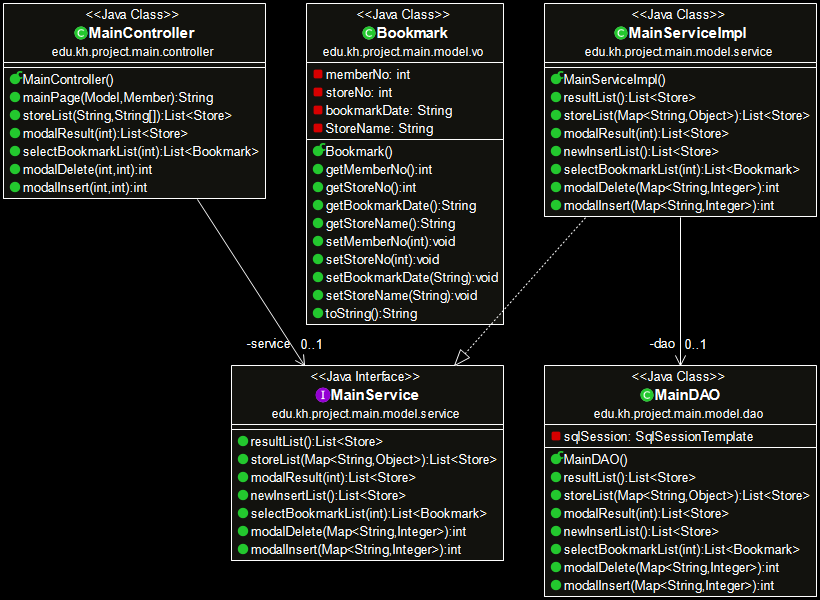 <<Java Class>>
MainController
edu.kh.project.main.controller
MainController()
mainPage(Model,Member):String
storeList(String,String[]):List<Store>
modalResult(int):List<Store>
selectBookmarkList(int):List<Bookmark>
modalDelete(int,int):int
modalInsert(int,int):int
<<Java Class>>
Bookmark
edu.kh.project.main.model.vo
memberNo: int
storeNo: int
bookmarkDate: String
StoreName: String
Bookmark()
getMemberNo():int
getStoreNo():int
getBookmarkDate():String
getStoreName():String
setMemberNo(int):void
setStoreNo(int):void
setBookmarkDate(String):void
setStoreName(String):void
toString():String
<<Java Class>>
MainServiceImpl
edu.kh.project.main.model.service
MainServiceImpl()
resultList():List<Store>
storeList(Map<String,Object>):List<Store>
modalResult(int):List<Store>
newInsertList():List<Store>
selectBookmarkList(int):List<Bookmark>
modalDelete(Map<String,Integer>):int
modalInsert(Map<String,Integer>):int
-service 0..1
-dao 0..1
<<Java Interface>>
MainService
edu.kh.project.main.model.service
resultList():List<Store>
storeList(Map<String,Object>):List<Store>
modalResult(int):List<Store>
newInsertList():List<Store>
selectBookmarkList(int):List<Bookmark>
modalDelete(Map<String,Integer>):int
modalInsert(Map<String,Integer>):int
<<Java Class>>
MainDAO
edu.kh.project.main.model.dao
sqlSession: SqlSessionTemplate
MainDAO()
resultList():List<Store>
storeList(Map<String,Object>):List<Store>
modalResult(int):List<Store>
newInsertList():List<Store>
selectBookmarkList(int):List<Bookmark>
modalDelete(Map<String,Integer>):int
modalInsert(Map<String,Integer>):int